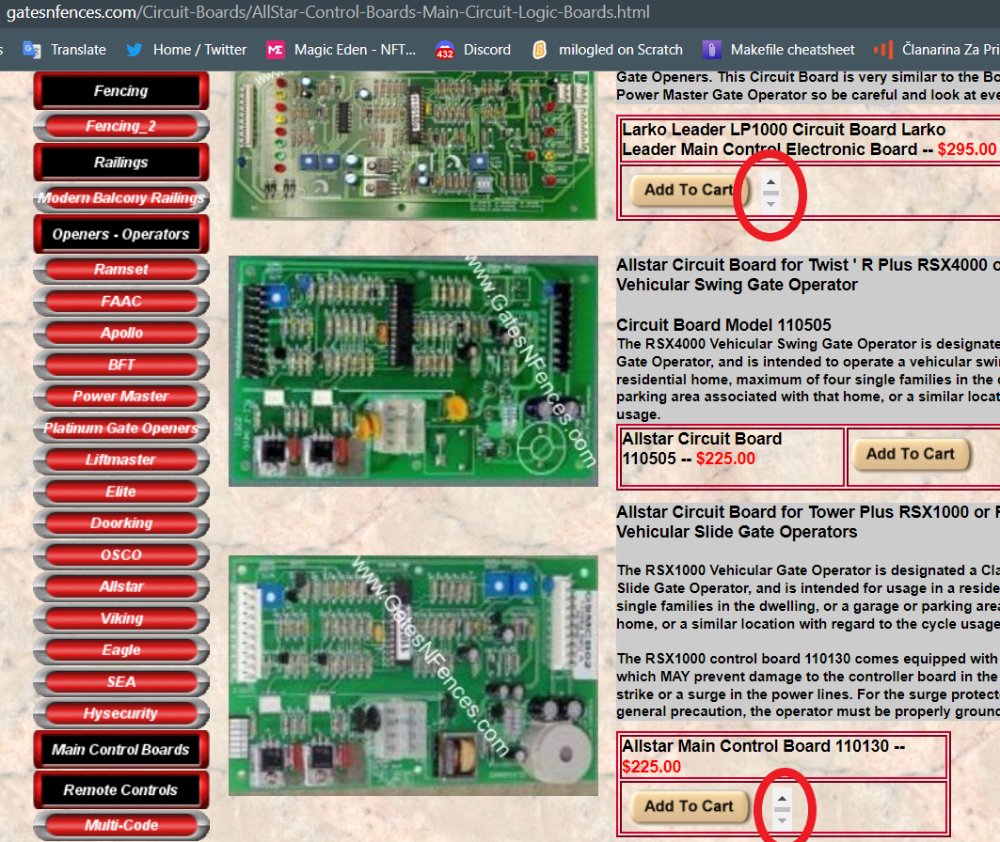 gatesnfences.com/Circuit-Boards/AllStar-Control-Boards-Main-Circuit-Logic-Boards.html
s Translate Home / Twitter ME Magic Eden - NFT... 432 Discord milogled on Scratch Makefile cheatsheet Članarina Za Pri
Fencing
Fencing_2
Railings
Modern Balcony Railings
Openers - Operators
Ramset
FAAC
Apollo
BFT
Power Master
Platinum Gate Openers
Liftmaster
Elite
Doorking
OSCO
Allstar
Viking
Eagle
SEA
Hysecurity
Main Control Boards
Remote Controls
Multi-Code
www.
www.GatesNFences.com
www.GatesNFences.com
Gate Openers. This Circuit Board is very similar to the Bo
Power Master Gate Operator so be careful and look at eve
Larko Leader LP1000 Circuit Board Larko
Leader Main Control Electronic Board -- $295.00
Add To Cart
Allstar Circuit Board for Twist ' R Plus RSX4000 o
Vehicular Swing Gate Operator
Circuit Board Model 110505
The RSX4000 Vehicular Swing Gate Operator is designate
Gate Operator, and is intended to operate a vehicular swi
residential home, maximum of four single families in the
parking area associated with that home, or a similar locat
usage.
Allstar Circuit Board
110505 -- $225.00
Add To Cart
Allstar Circuit Board for Tower Plus RSX1000 or
Vehicular Slide Gate Operators
The RSX1000 Vehicular Gate Operator is designated a Cla
Slide Gate Operator, and is intended for usage in a reside
single families in the dwelling, or a garage or parking area
home, or a similar location with regard to the cycle usage
The RSX1000 control board 110130 comes equipped with
which MAY prevent damage to the controller board in the
strike or a surge in the power lines. For the surge protect
general precaution, the operator must be properly ground
Allstar Main Control Board 110130 --
$225.00
Add To Cart